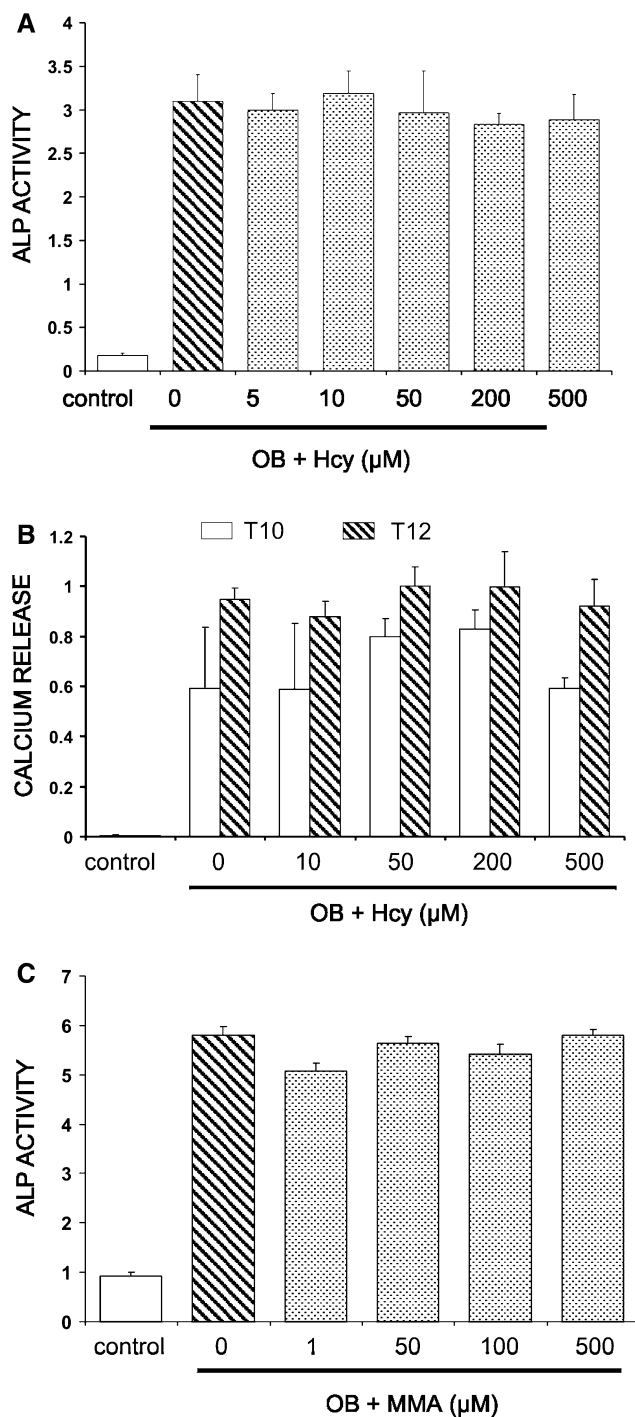 A
ALP ACTIVITY
4
3.5
3
2.5
2
1.5
1
0.5
0
control 0 5 10 50 200 500
OB + Hcy (µM)
B
T10 T12
CALCIUM RELEASE
1.2
1
0.8
0.6
0.4
0.2
0
control 0 10 50 200 500
OB + Hcy (µM)
C
ALP ACTIVITY
7
6
5
4
3
2
1
0
control 0 1 50 100 500
OB + MMA (µM)